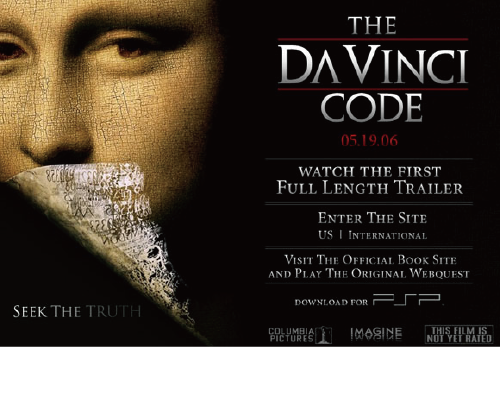 THE
DA VINCI
CODE
05.19.06
WATCH THE FIRST
FULL LENGTH TRAILER
ENTER THE SITE
US | INTERNATIONAL
VISIT THE OFFICIAL BOOK SITE
AND PLAY THE ORIGINAL WEBQUEST
DOWNLOAD FOR PSP
SEEK THE TRUTH
COLUMBIA
PICTURES
IMAGINE
THIS FILM IS
NOT YET RATED